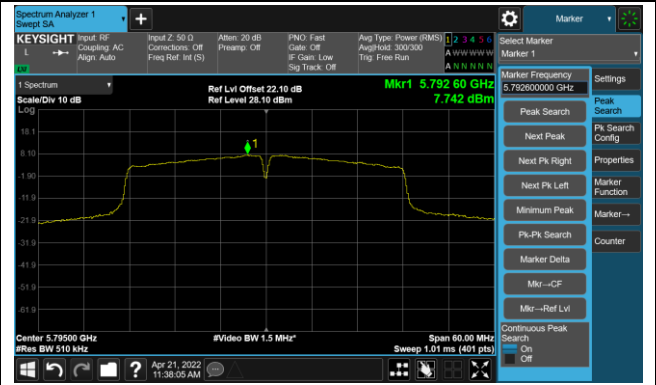 Spectrum Analyzer 1
Swept SA
Marker
KEYSIGHT
L
LXI
Input: RF
Coupling: AC
Align: Auto
Input Z: 50 Ω
Corrections: Off
Freq Ref: Int (S)
Atten: 20 dB
Preamp: Off
PNO: Fast
Gate: Off
IF Gain: Low
Sig Track: Off
Avg Type: Power (RMS)
Avg|Hold: 300/300
Trig: Free Run
1 2 3 4 5 6
A W W W W W
A N N N N N
Select Marker
Marker 1
1 Spectrum
Scale/Div 10 dB
Log
Ref Lvl Offset 22.10 dB
Ref Level 28.10 dBm
Mkr1 5.792 60 GHz
7.742 dBm
1
18.1
8.10
-1.90
-11.9
-21.9
-31.9
-41.9
-51.9
-61.9
Center 5.79500 GHz
#Res BW 510 kHz
#Video BW 1.5 MHz*
Span 60.00 MHz
Sweep 1.01 ms (401 pts)
Marker Frequency
5.792600000 GHz
Peak Search
Next Peak
Next Pk Right
Next Pk Left
Minimum Peak
Pk-Pk Search
Marker Delta
Mkr→CF
Mkr→Ref Lvl
Continuous Peak
Search
On
Off
Settings
Peak
Search
Pk Search
Config
Properties
Marker
Function
Marker→
Counter
?
Apr 21, 2022
11:38:05 AM